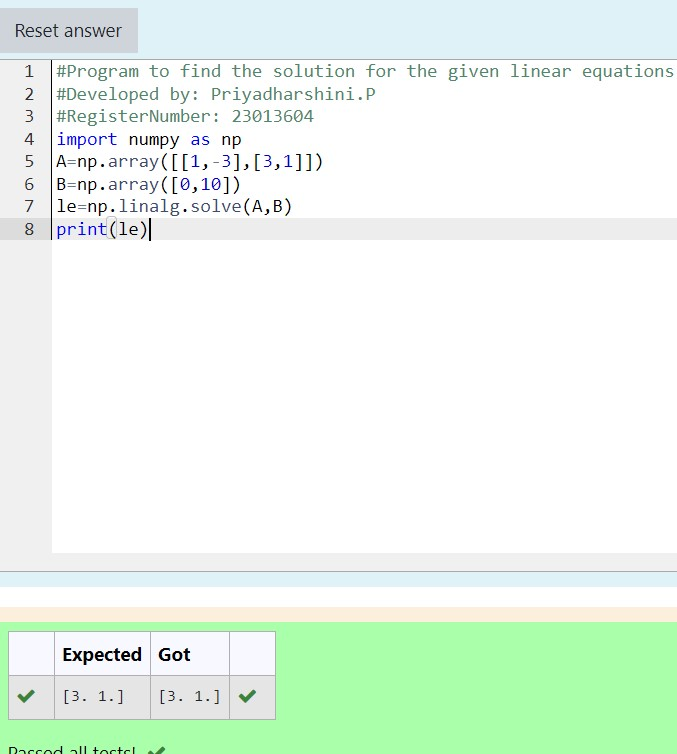 Reset answer
1 #Program to find the solution for the given linear equations
2 #Developed by: Priyadharshini.P
3 #RegisterNumber: 23013604
4 import numpy as np
5 A=np.array([[1,-3],[3,1]])
6 B=np.array([0,10])
7 le=np.linalg.solve(A,B)
8 print(le)
Expected Got
[3. 1.] [3. 1.]
Passed all tests!